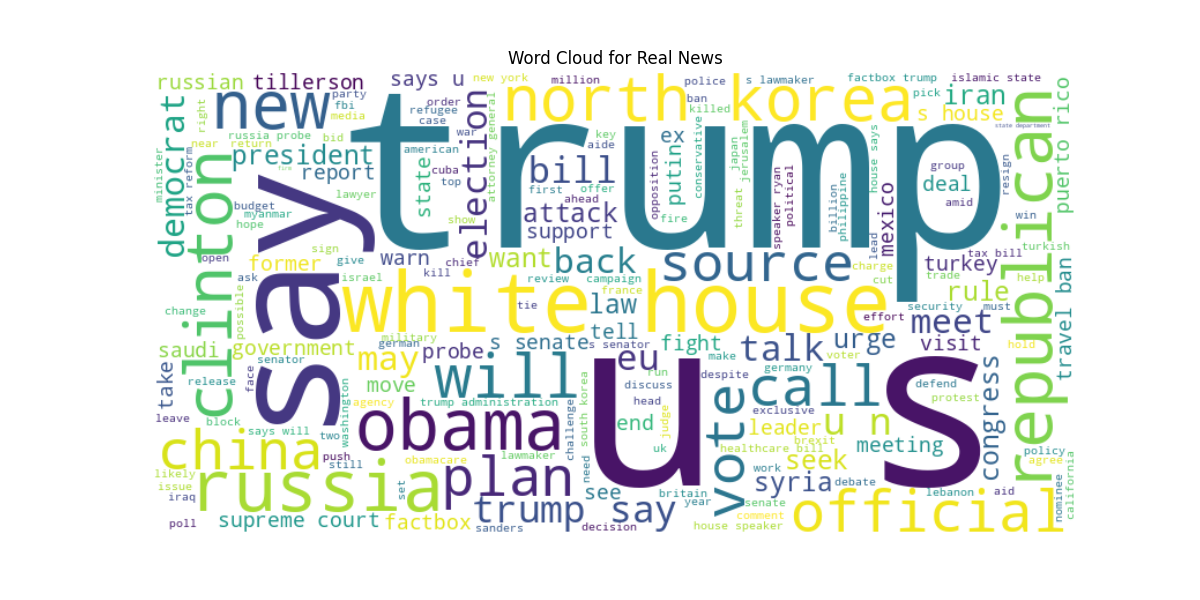 Word Cloud for Real News
russian
tillerson
says u
new york
million
police
s lawmaker
factbox trump
islamic state
new
party
fbi
media
order
refugee
case
war
north korea
ban
killed
pick
iran
s house
state department
right
democrat
russia probe
bid
near
return
president
report
american
cuba
top
state
election
attorney general
trump
key
aide
ex
putin
conservative
japan
jerusalem
threat
house says
group
deal
amid
resign
puerto rico
minister
tax reform
fire
lawyer
bill
first
offer
ahead
attack
support
opposition
fire
speaker ryan
political
billion
philippine
mexico
lead
win
republican
budget
myanmar
hope
clinton
say
show
sign
open
former
give
warn
chief
want
back
source
charge
cut
turkey
tax bill
turkish
ask
israel
kill
review
campaign
france
trade
rule
help
travel ban
change
possible
white house
tie
law
tell
effort
security
must
meet
visit
hold
saudi
government
military
german
s senate
s senator
fight
make
talk
urge
voter
senator
face
may
probe
eu
run
discuss
despite
germany
call
defend
protest
congress
take
release
move
will
us
head
leave
block
washington
agency
trump administration
challenge
south korea
need
end
judge
vote
exclusive
leader
u n
says will
two
obama
uk
healthcare bill
brexit
meeting
china
push
still
obamacare
lawmaker
plan
seek
work
debate
policy
agree
likely
issue
iraq
russia
set
see
britain
year
syria
senate
lebanon
aid
nominee
california
poll
supreme court
factbox
trump say
sanders
decision
comment
house speaker
official